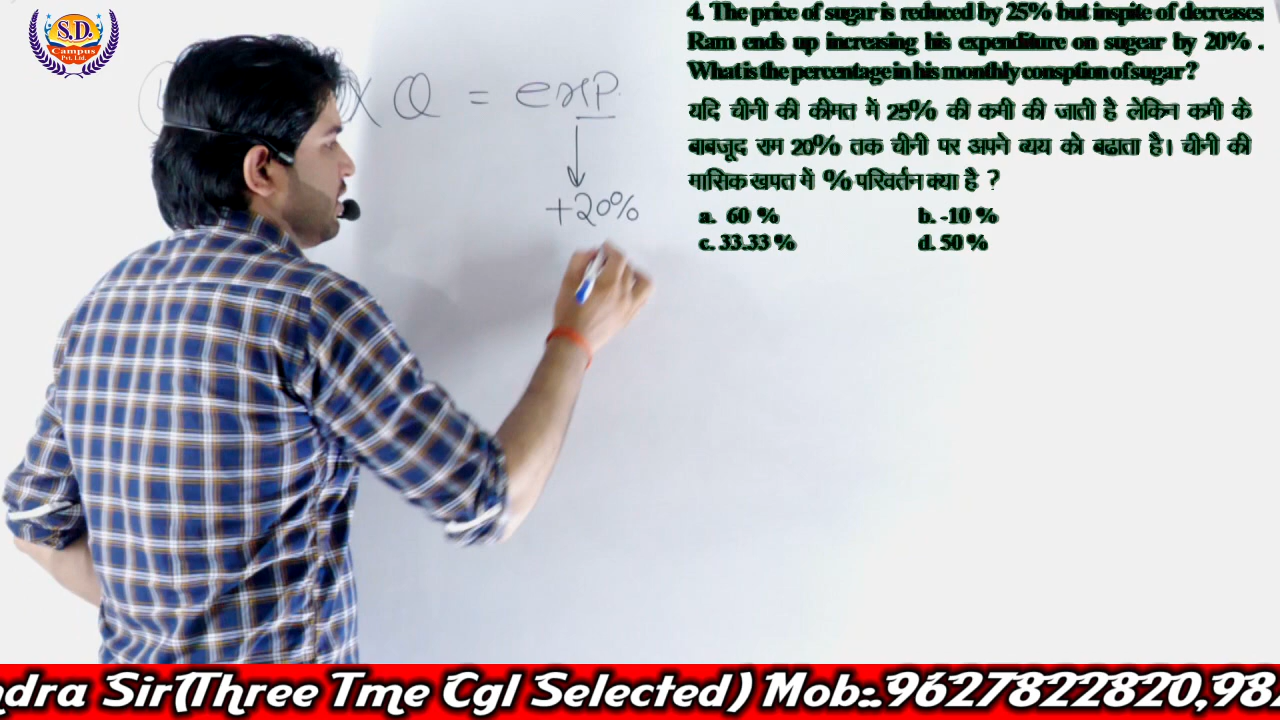 S.D.
Campus
Pvt. Ltd.
X Q = exp.
+20%
4. The price of sugar is reduced by 25% but inspite of decreases
Ram ends up increasing his expenditure on sugear by 20% .
What is the percentage in his monthly consption of sugar ?
यदि चीनी की कीमत में 25% की कमी की जाती है लेकिन कमी के
बाबजूद राम 20% तक चीनी पर अपने व्यय को बढाता है। चीनी की
मासिक खपत में % परिवर्तन क्या है ?
a. 60 %
b. -10 %
c. 33.33 %
d. 50 %
ndra Sir(Three Tme Cgl Selected) Mob:.9627822820,98